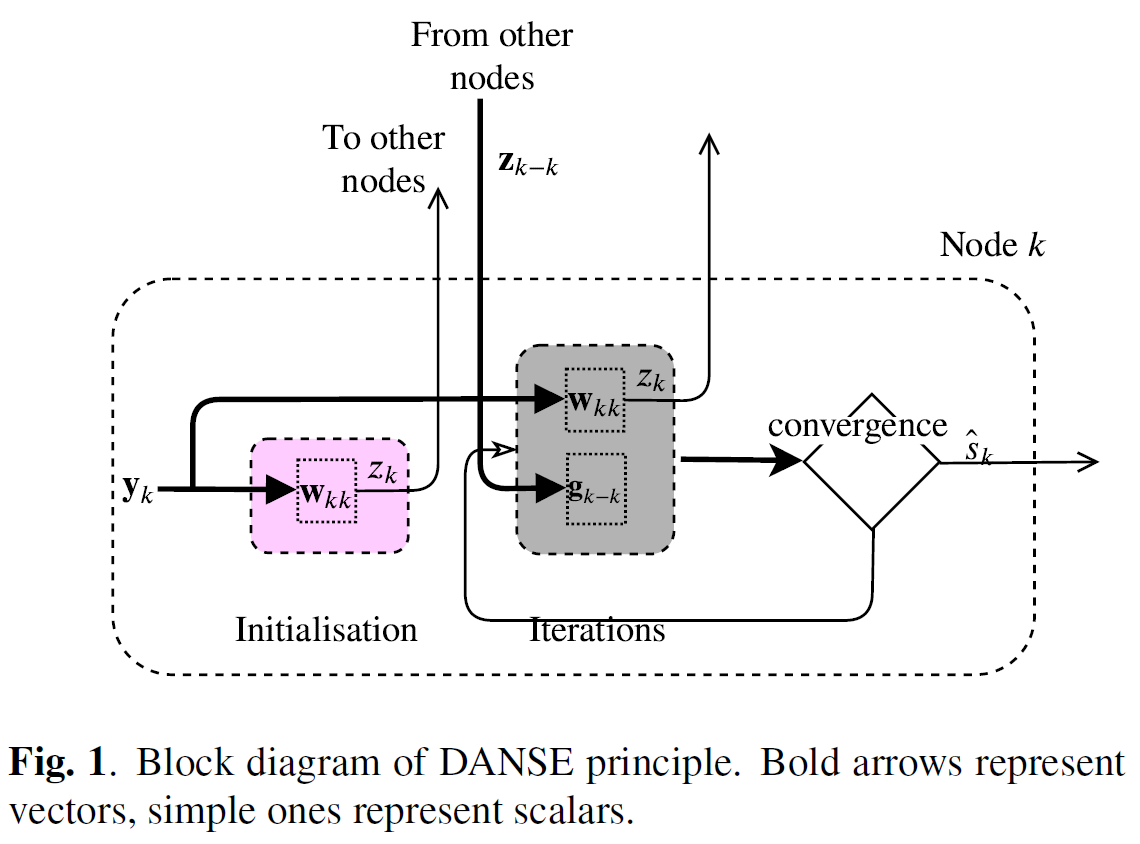 From other
nodes
To other
nodes
z_{k−k}
Node k
z_k
w_{kk}
convergence
ŝ_k
y_k
w_{kk}
z_k
g_{k−k}
Initialisation
Iterations
Fig. 1. Block diagram of DANSE principle. Bold arrows represent
vectors, simple ones represent scalars.